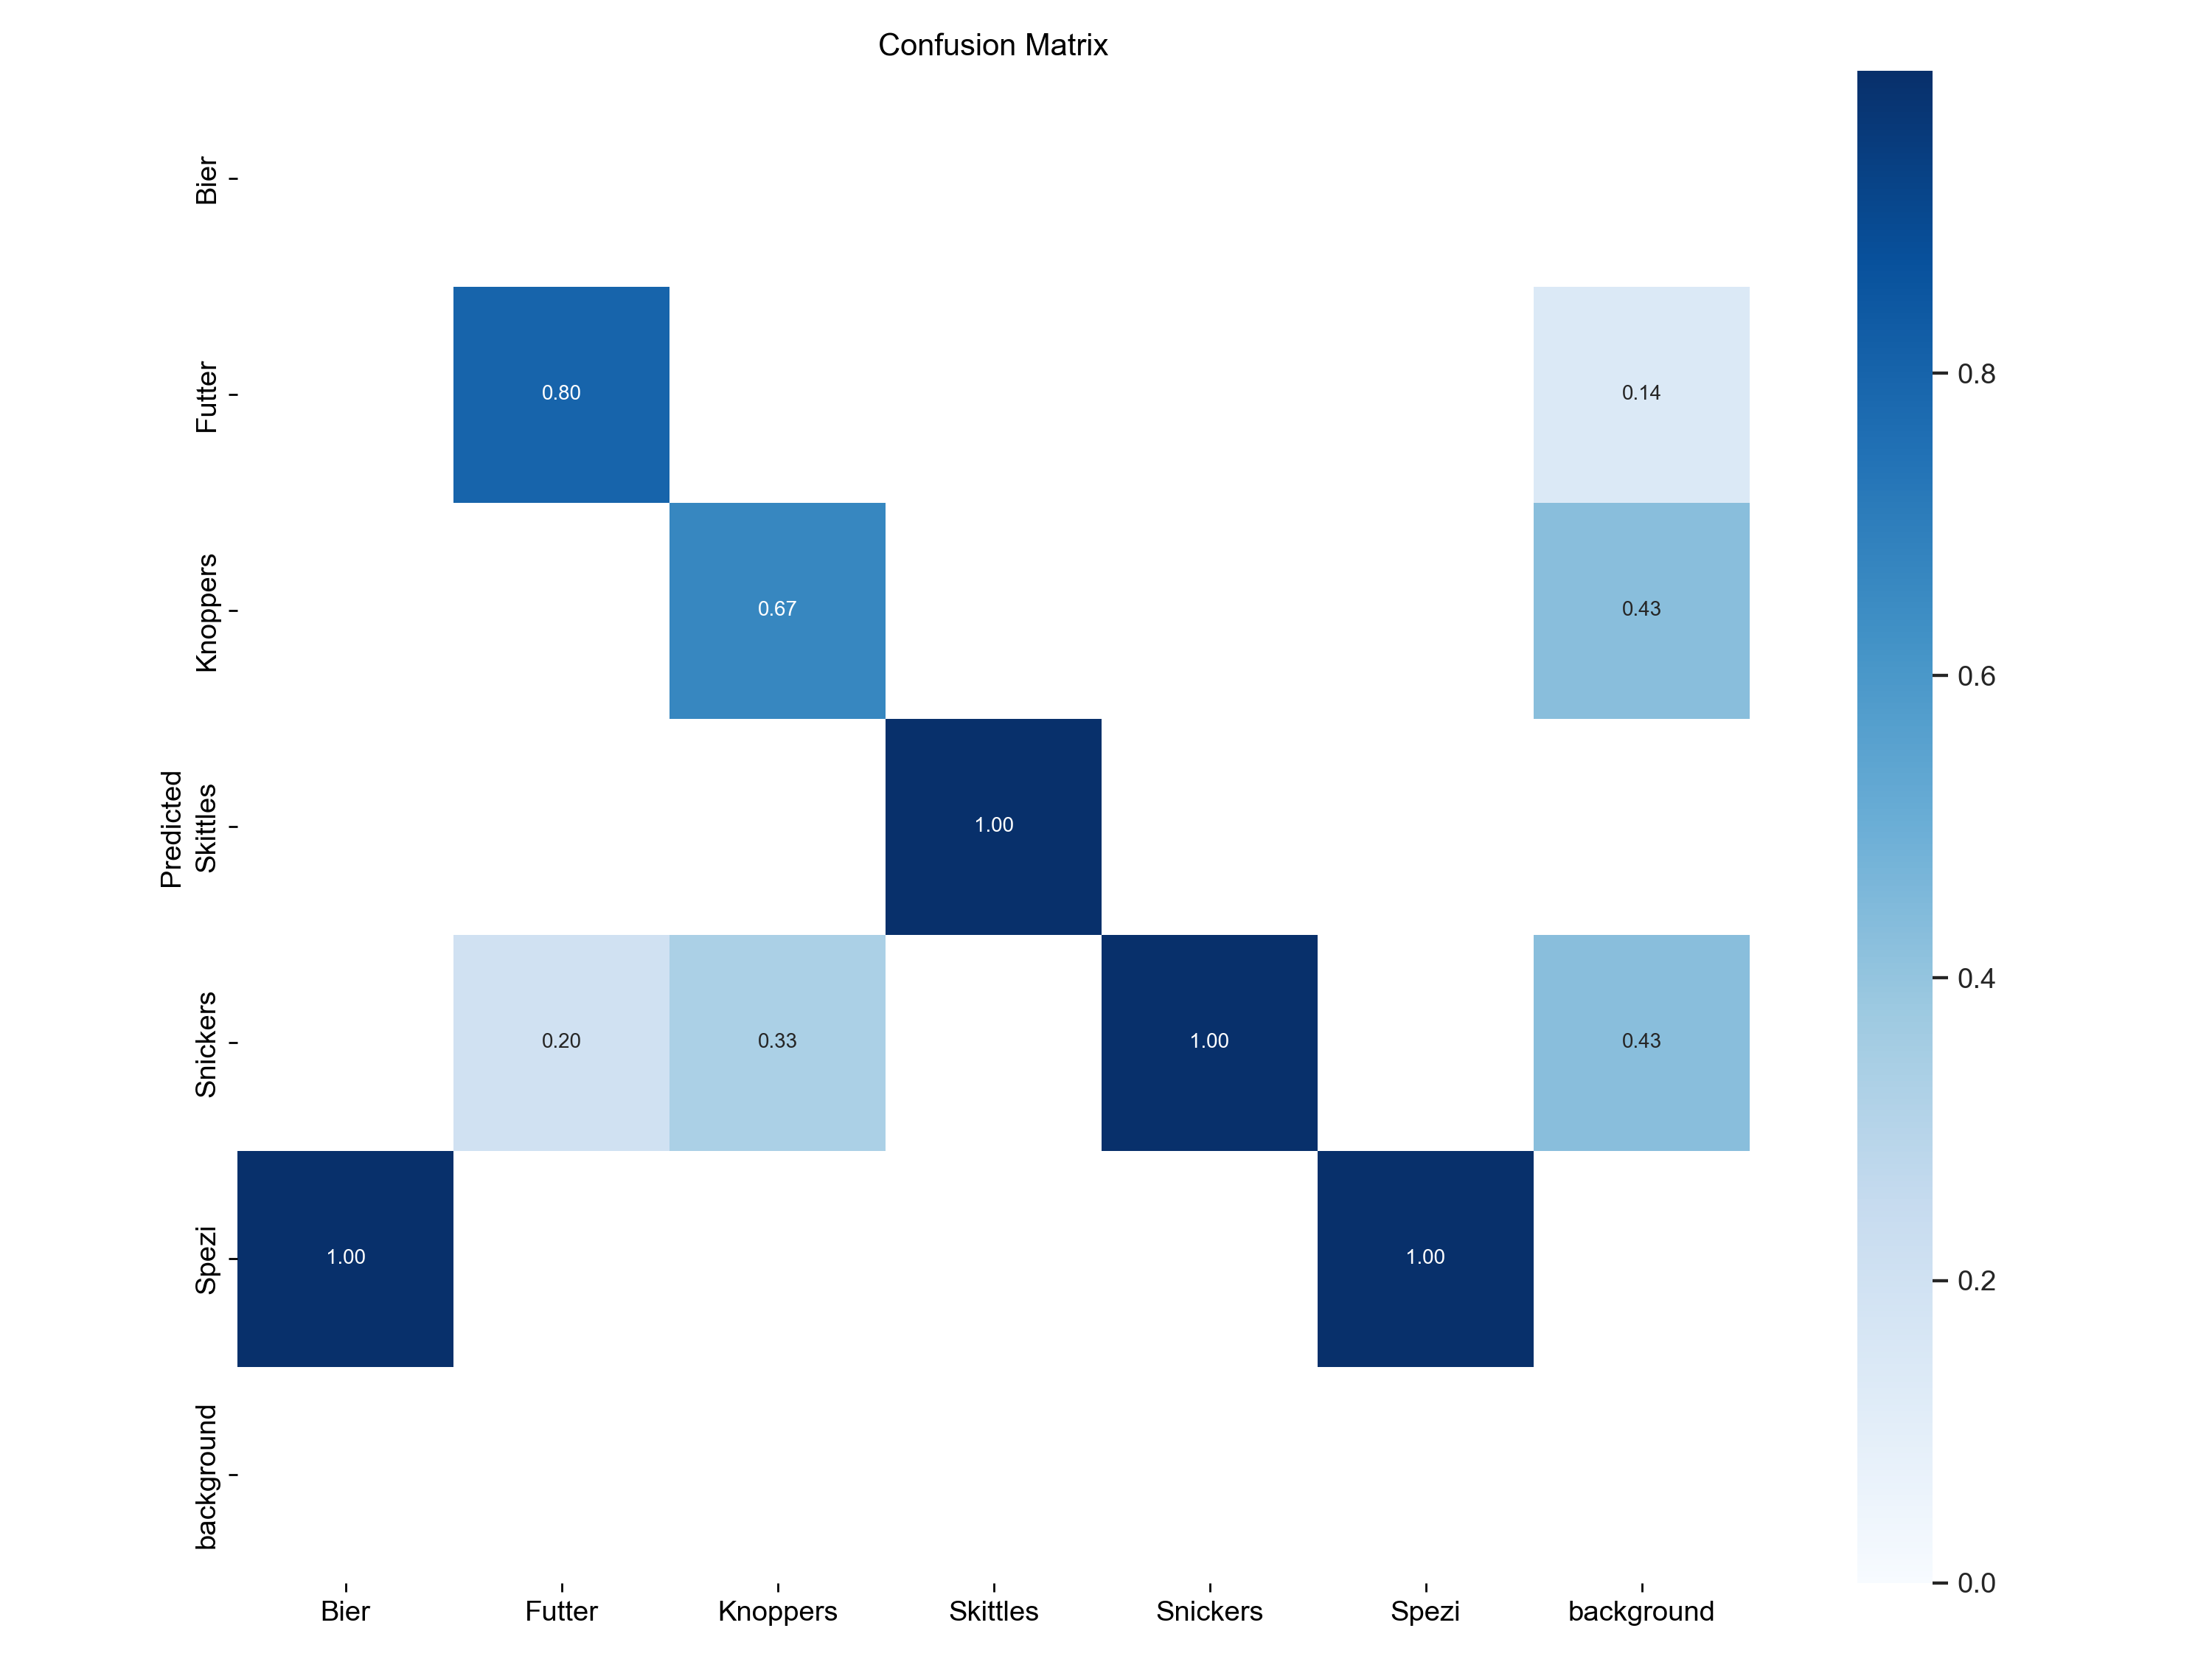 Confusion Matrix
Predicted
Bier
Futter
0.80
0.14
0.8
Knoppers
0.67
0.43
0.6
Skittles
1.00
Snickers
0.20
0.33
1.00
0.43
0.4
Spezi
1.00
1.00
0.2
background
0.0
Bier
Futter
Knoppers
Skittles
Snickers
Spezi
background